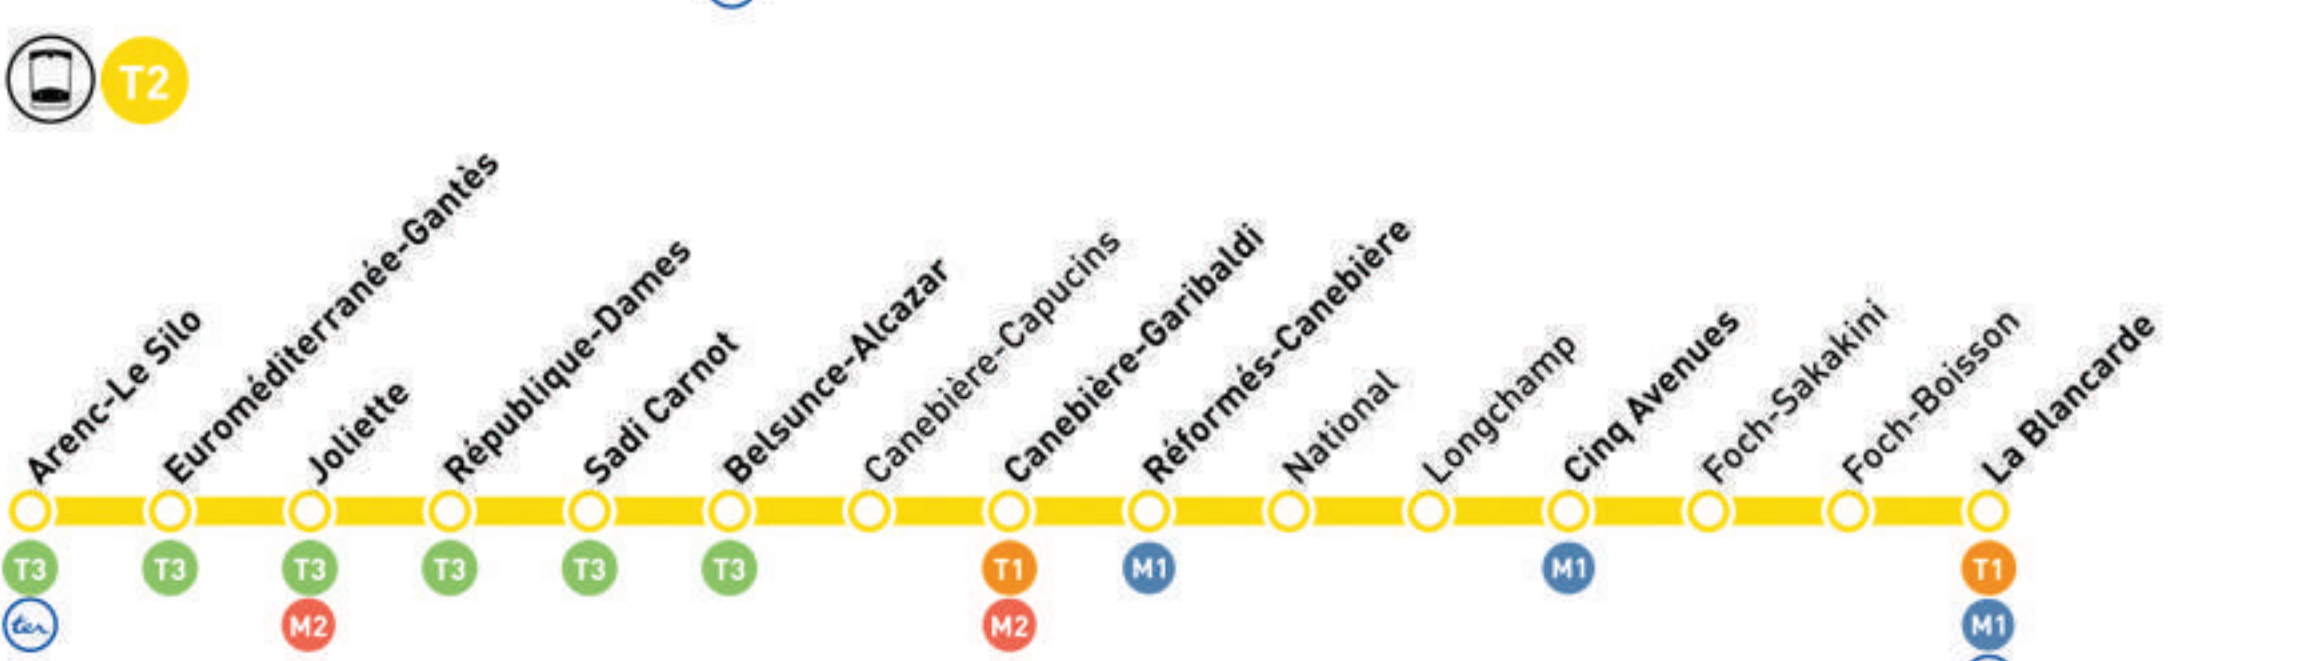 T2
Arenc-Le Silo
Euroméditerranée-Gantès
Joliette
République-Dames
Sadi Carnot
Belsunce-Alcazar
Canebière-Capucins
Canebière-Garibaldi
Réformés-Canebière
National
Longchamp
Cinq Avenues
Foch-Sakakini
Foch-Boisson
La Blancarde
T3 T3 T3 T3 T3 T3 T1 M1 M1 T1
ter M2 M2 M1